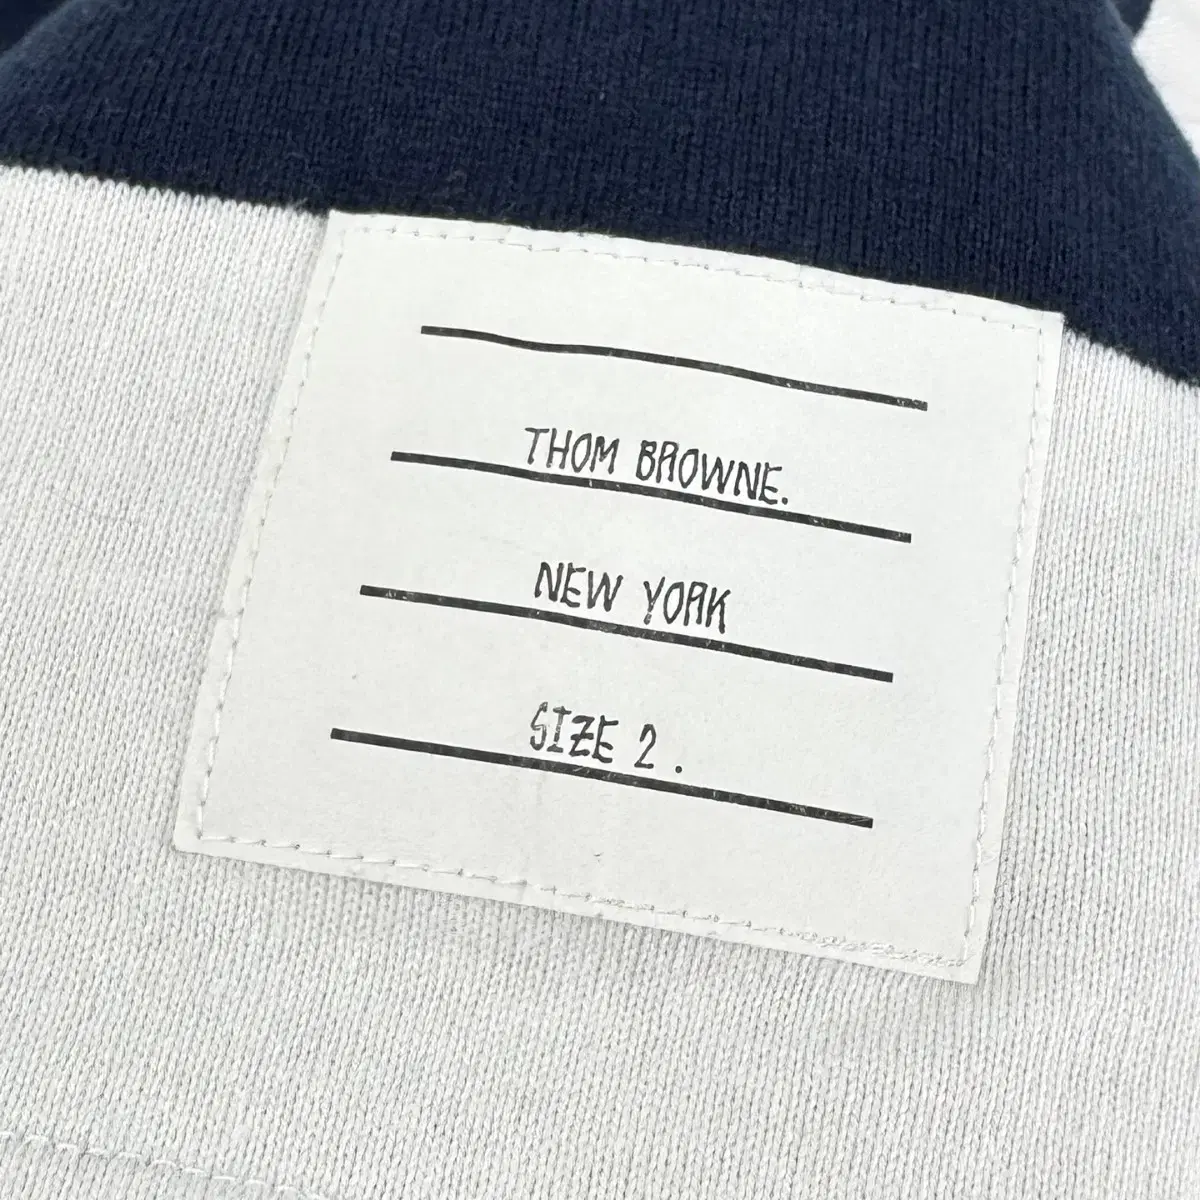 THOM BROWNE.
NEW YORK
SIZE 2.